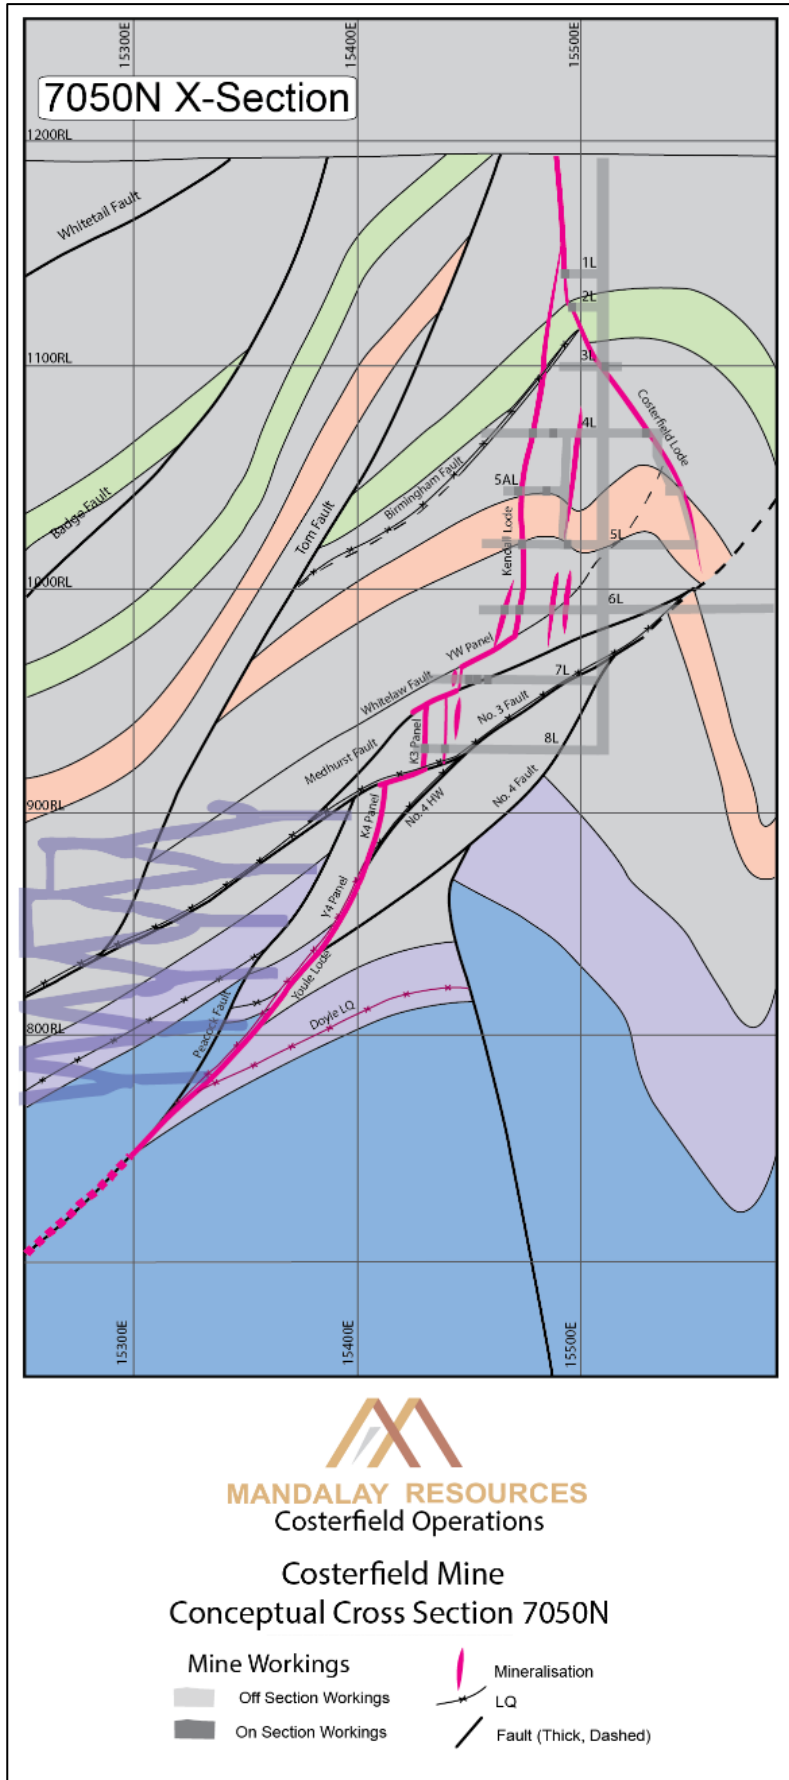 15300E
15400E
15500E
7050N X-Section
1200RL
Whitetail Fault
1L
2L
1100RL
3L
Costerfield Lode
4L
Birmingham Fault
5AL
Badge Fault
Tom Fault
Kendall Lode
5L
1000RL
6L
YW Panel
Whitelaw Fault
7L
No. 3 Fault
K3 Panel
8L
Medhurst Fault
No. 4 Fault
900RL
K4 Panel
No. 4 HW
Y4 Panel
Youle Lode
Peacock Fault
Doyle LQ
800RL
15300E
15400E
15500E
MANDALAY RESOURCES
Costerfield Operations
Costerfield Mine
Conceptual Cross Section 7050N
Mine Workings
Off Section Workings
On Section Workings
Mineralisation
LQ
Fault (Thick, Dashed)